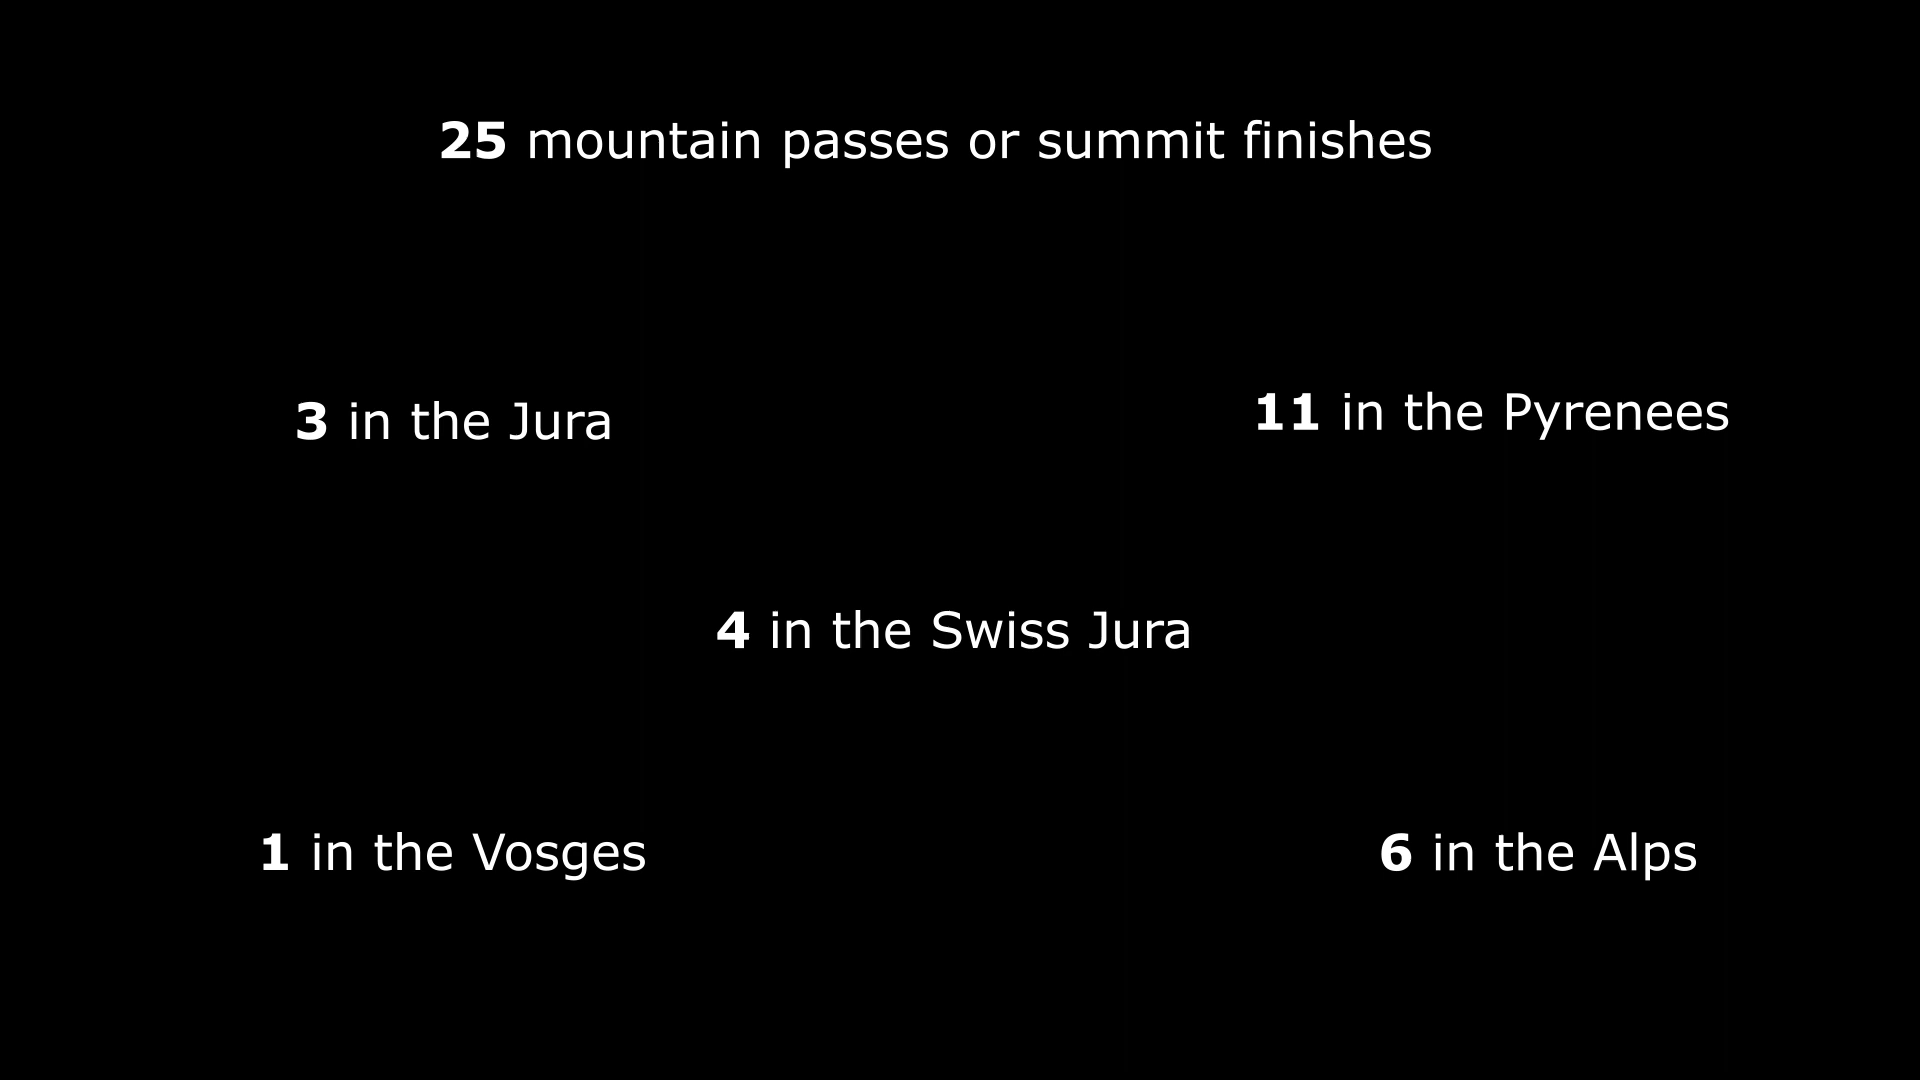 25 mountain passes or summit finishes
3 in the Jura
11 in the Pyrenees
4 in the Swiss Jura
1 in the Vosges
6 in the Alps